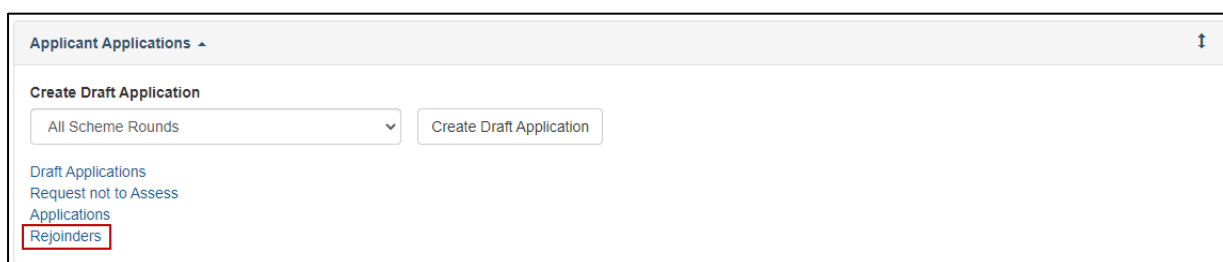 Applicant Applications
Create Draft Application
All Scheme Rounds
Create Draft Application
Draft Applications
Request not to Assess
Applications
Rejoinders